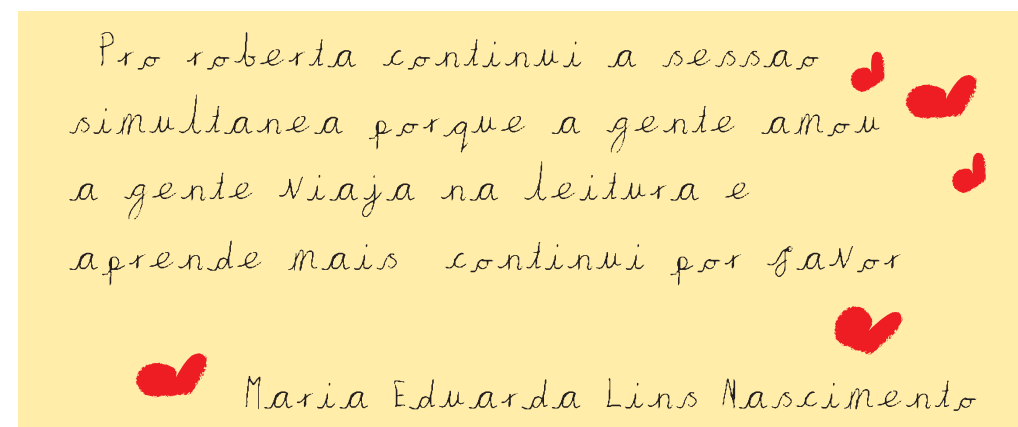 Pro roberta continui a sessao
simultanea porque a gente amou
a gente viaja na leitura e
aprende mais continui por favor
Maria Eduarda Lins Nascimento